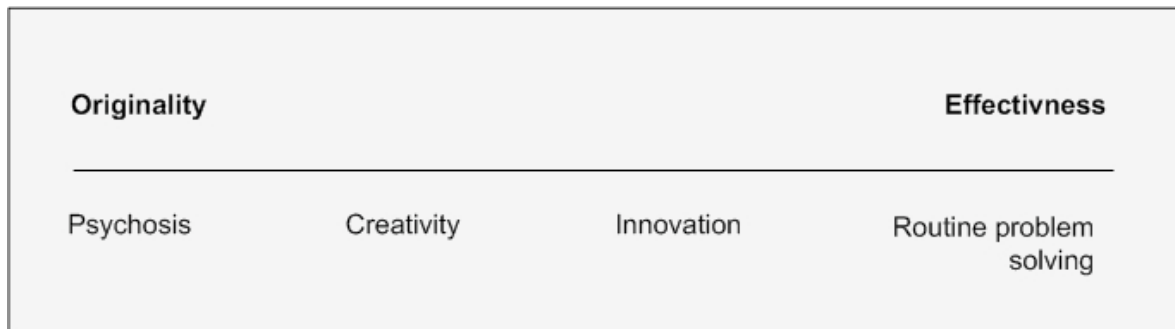 Originality Effectivness
Psychosis Creativity Innovation Routine problem
solving